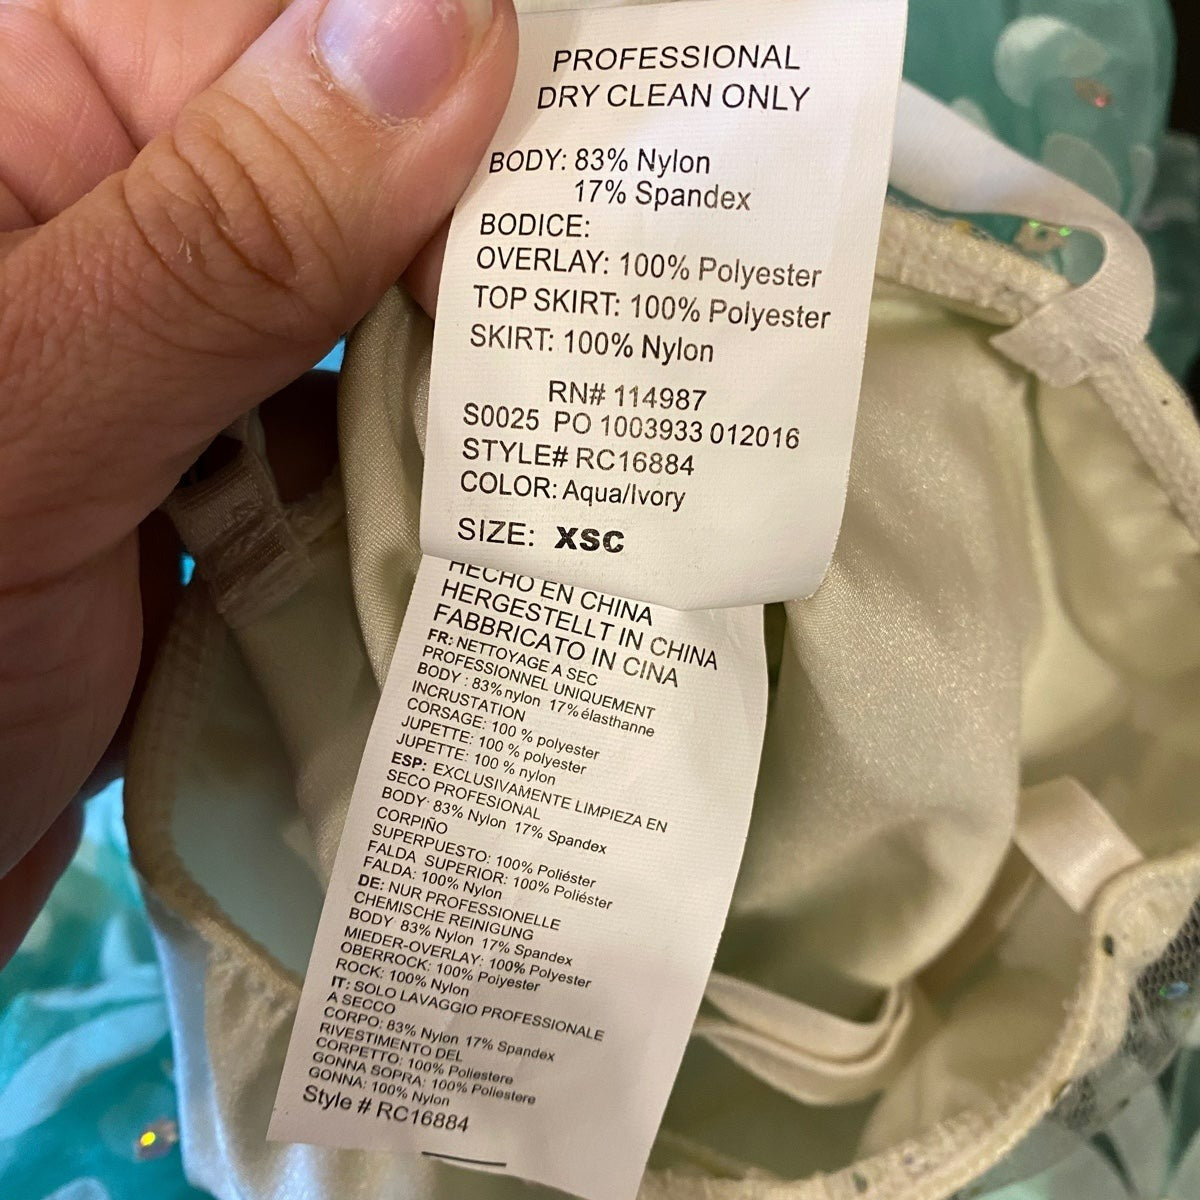 PROFESSIONAL
DRY CLEAN ONLY
BODY: 83% Nylon
17% Spandex
BODICE:
OVERLAY: 100% Polyester
TOP SKIRT: 100% Polyester
SKIRT: 100% Nylon
RN# 114987
S0025 PO 1003933 012016
STYLE# RC16884
COLOR: Aqua/Ivory
SIZE: XSC
HECHO EN CHINA
HERGESTELLT IN CHINA
FABBRICATO IN CINA
FR: NETTOYAGE A SEC
PROFESSIONNEL UNIQUEMENT
BODY : 83% nylon 17% élasthanne
INCRUSTATION
CORSAGE: 100 % polyester
JUPETTE: 100 % polyester
JUPETTE: 100 % nylon
ESP: EXCLUSIVAMENTE LIMPIEZA EN
SECO PROFESIONAL
BODY: 83% Nylon 17% Spandex
CORPIÑO
SUPERPUESTO: 100% Poliéster
FALDA SUPERIOR: 100% Poliéster
FALDA: 100% Nylon
DE: NUR PROFESSIONELLE
CHEMISCHE REINIGUNG
BODY 83% Nylon 17% Spandex
MIEDER-OVERLAY: 100% Polyester
OBERROCK: 100% Polyester
ROCK: 100% Nylon
IT: SOLO LAVAGGIO PROFESSIONALE
A SECCO
CORPO: 83% Nylon 17% Spandex
RIVESTIMENTO DEL
CORPETTO: 100% Poliestere
GONNA SOPRA: 100% Poliestere
GONNA: 100% Nylon
Style # RC16884